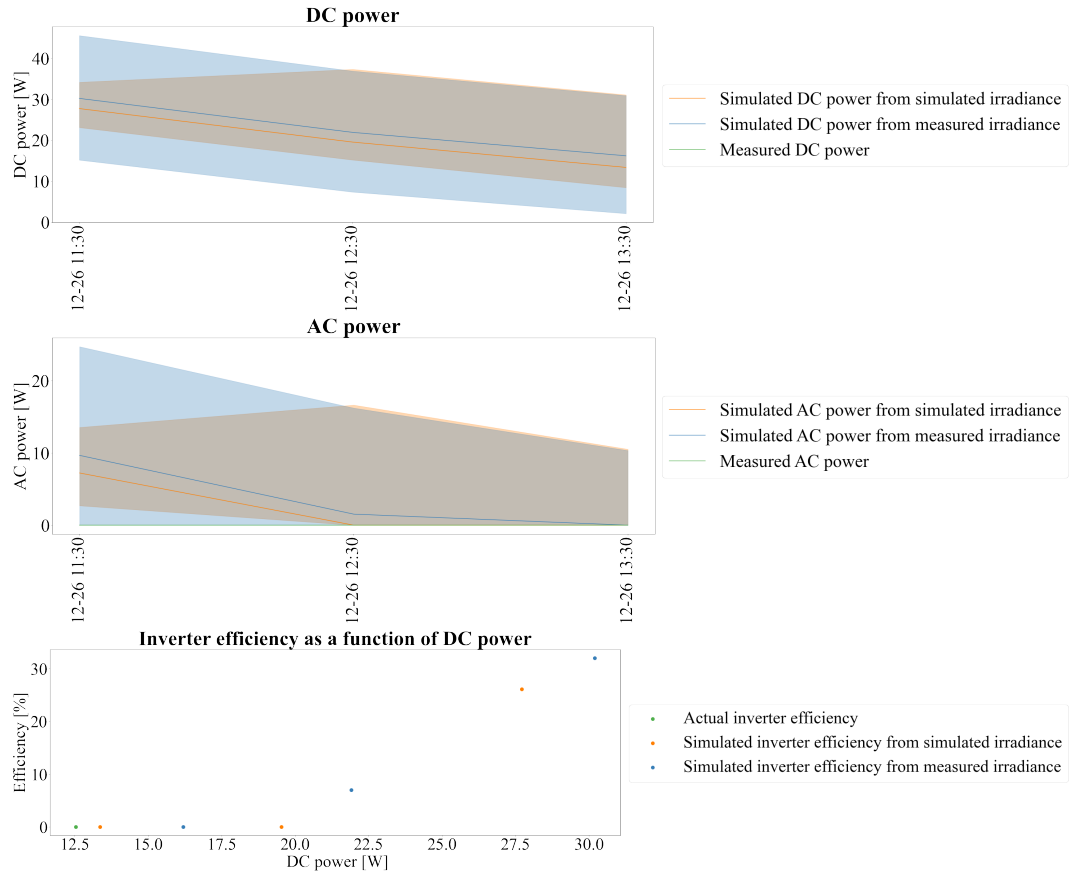 DC power
DC power [W]
40
30
20
10
0
12-26 11:30
12-26 12:30
12-26 13:30
Simulated DC power from simulated irradiance
Simulated DC power from measured irradiance
Measured DC power
AC power
AC power [W]
20
10
0
12-26 11:30
12-26 12:30
12-26 13:30
Simulated AC power from simulated irradiance
Simulated AC power from measured irradiance
Measured AC power
Inverter efficiency as a function of DC power
Efficiency [%]
30
20
10
0
12.5 15.0 17.5 20.0 22.5 25.0 27.5 30.0
DC power [W]
Actual inverter efficiency
Simulated inverter efficiency from simulated irradiance
Simulated inverter efficiency from measured irradiance